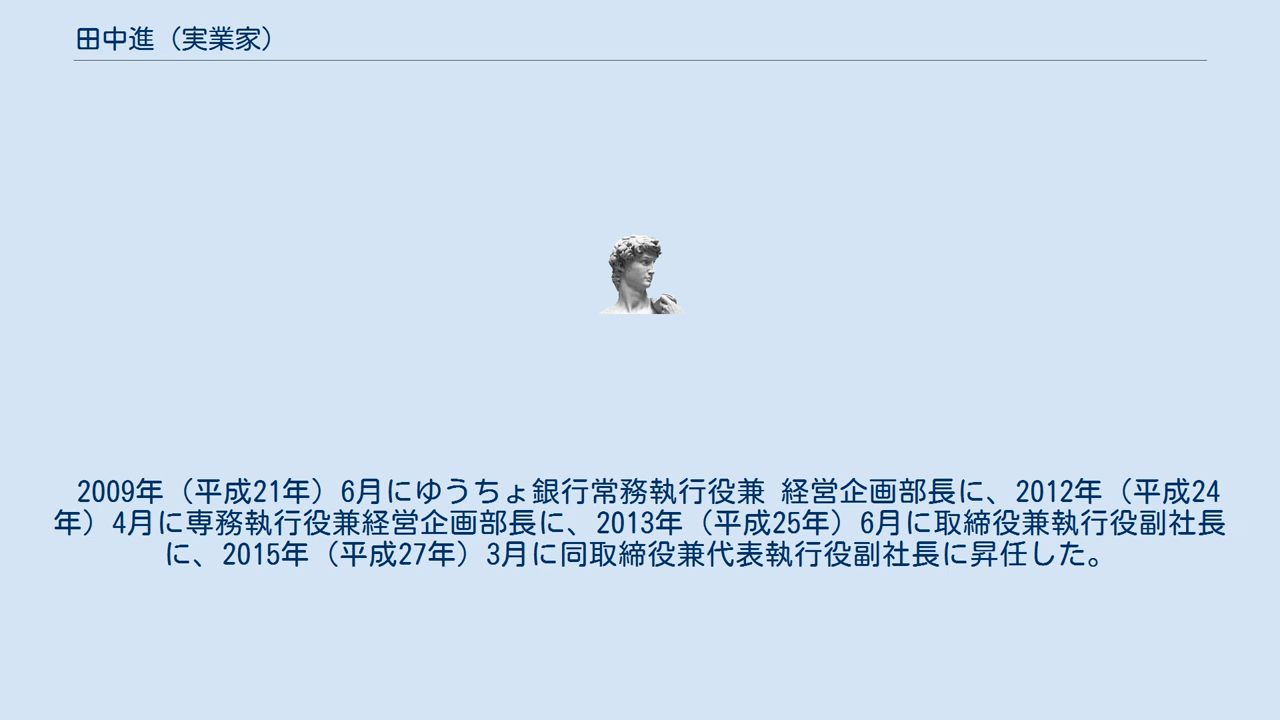 田中進（実業家）
2009年（平成21年）6月にゆうちょ銀行常務執行役兼 経営企画部長に、2012年（平成24
年）4月に専務執行役兼経営企画部長に、2013年（平成25年）6月に取締役兼執行役副社長
に、2015年（平成27年）3月に同取締役兼代表執行役副社長に昇任した。